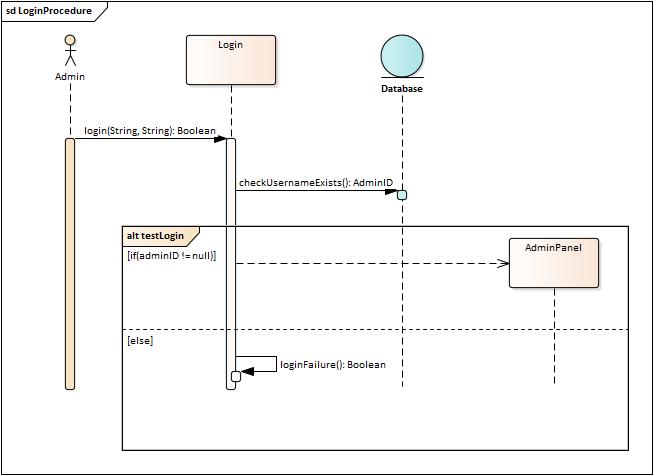 sd LoginProcedure
Admin
Login
Database
login(String, String): Boolean
checkUsernameExists(): AdminID
alt testLogin
[if(adminID != null)]
AdminPanel
[else]
loginFailure(): Boolean